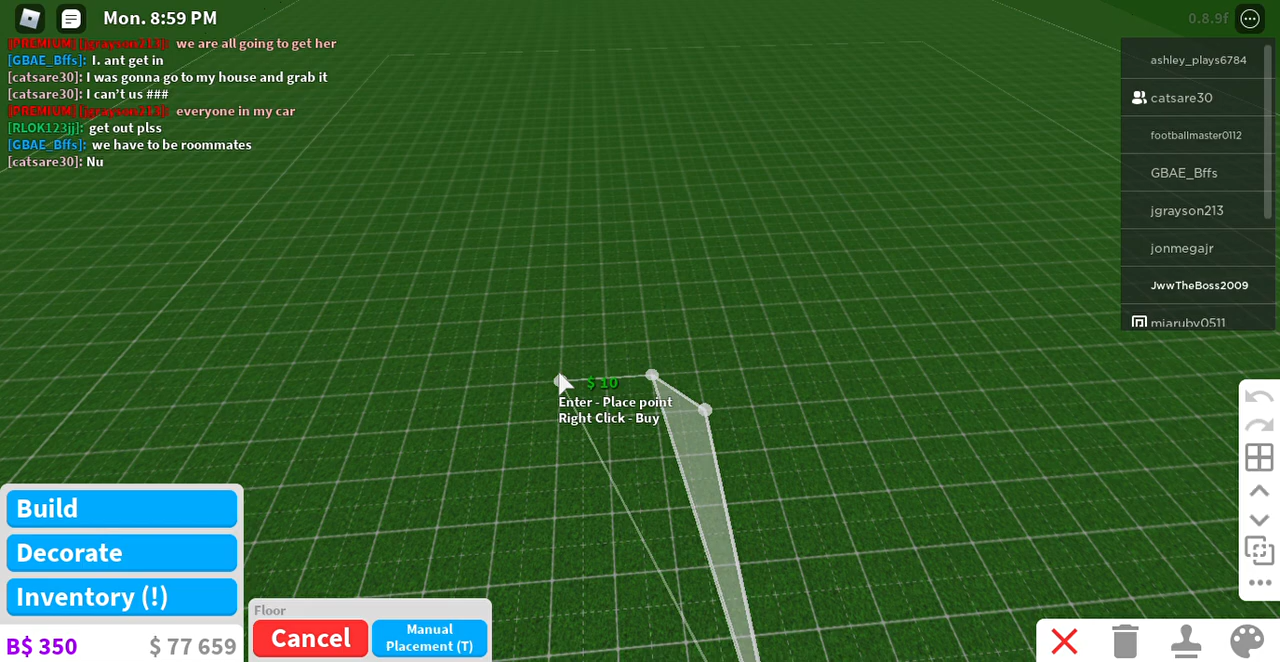 Mon. 8:59 PM
0.8.9f
[PREMIUM] [jgrayson213]: we are all going to get her
[GBAE_Bffs]: I. ant get in
[catsare30]: I was gonna go to my house and grab it
[catsare30]: I can't us ###
[PREMIUM] [jgrayson213]: everyone in my car
[RLOK123jj]: get out plss
[GBAE_Bffs]: we have to be roommates
[catsare30]: Nu
ashley_plays6784
catsare30
footballmaster0112
GBAE_Bffs
jgrayson213
jonmegajr
JwwTheBoss2009
miaruby0511
$ 10
Enter - Place point
Right Click - Buy
Build
Decorate
Inventory (!)
B$ 350
$ 77 659
Floor
Cancel
Manual
Placement (T)